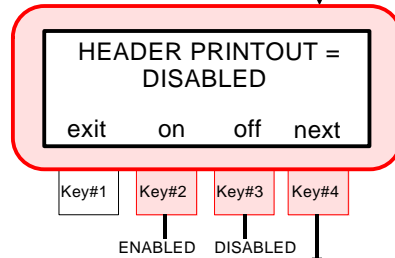 HEADER PRINTOUT =
DISABLED
exit on off next
Key#1 Key#2 Key#3 Key#4
ENABLED DISABLED